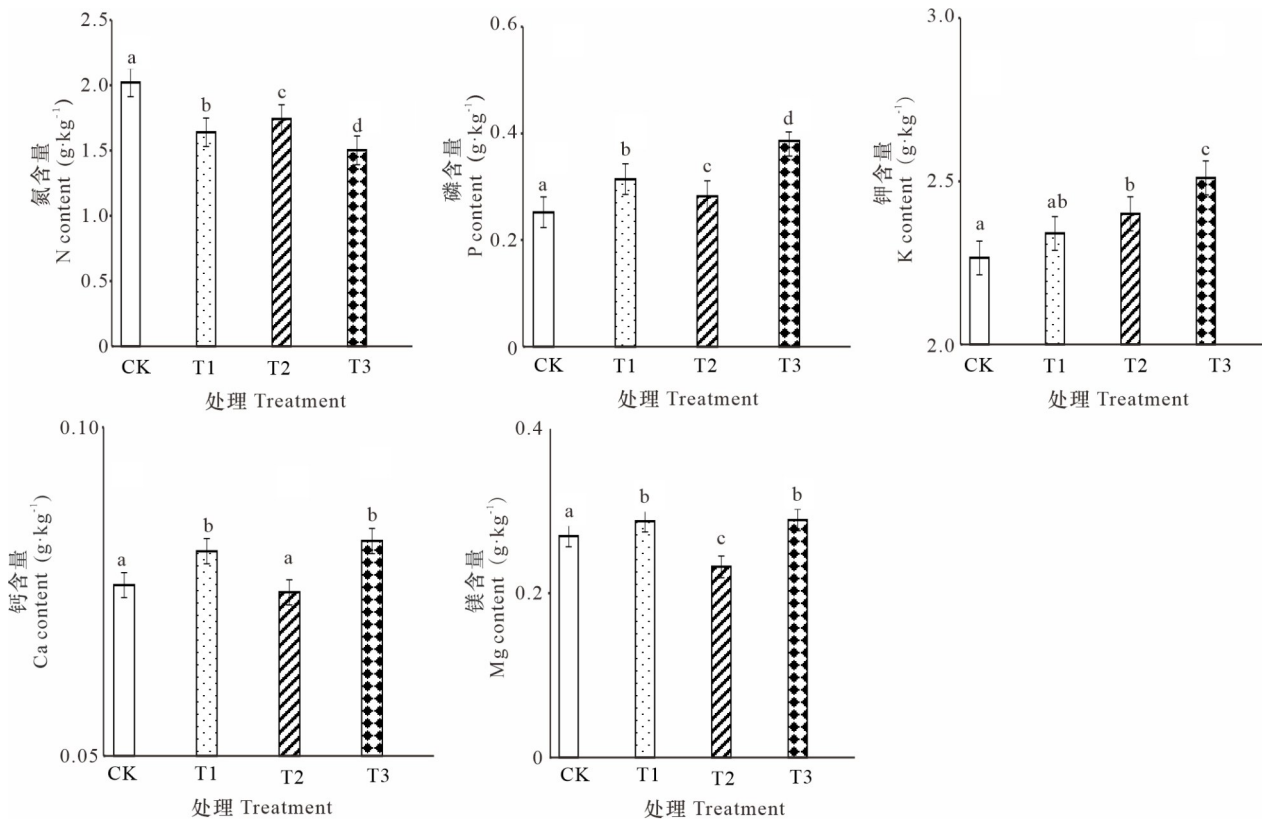 氮含量
N content (g·kg⁻¹)
2.5
2.0
1.5
1.0
0.5
0
a
b
c
d
CK
T1
T2
T3
处理 Treatment
磷含量
P content (g·kg⁻¹)
0.6
0.4
0.2
0
a
b
c
d
CK
T1
T2
T3
处理 Treatment
钾含量
K content (g·kg⁻¹)
3.0
2.5
2.0
a
ab
b
c
CK
T1
T2
T3
处理 Treatment
钙含量
Ca content (g·kg⁻¹)
0.10
0.05
a
b
a
b
CK
T1
T2
T3
处理 Treatment
镁含量
Mg content (g·kg⁻¹)
0.4
0.2
0
a
b
c
b
CK
T1
T2
T3
处理 Treatment